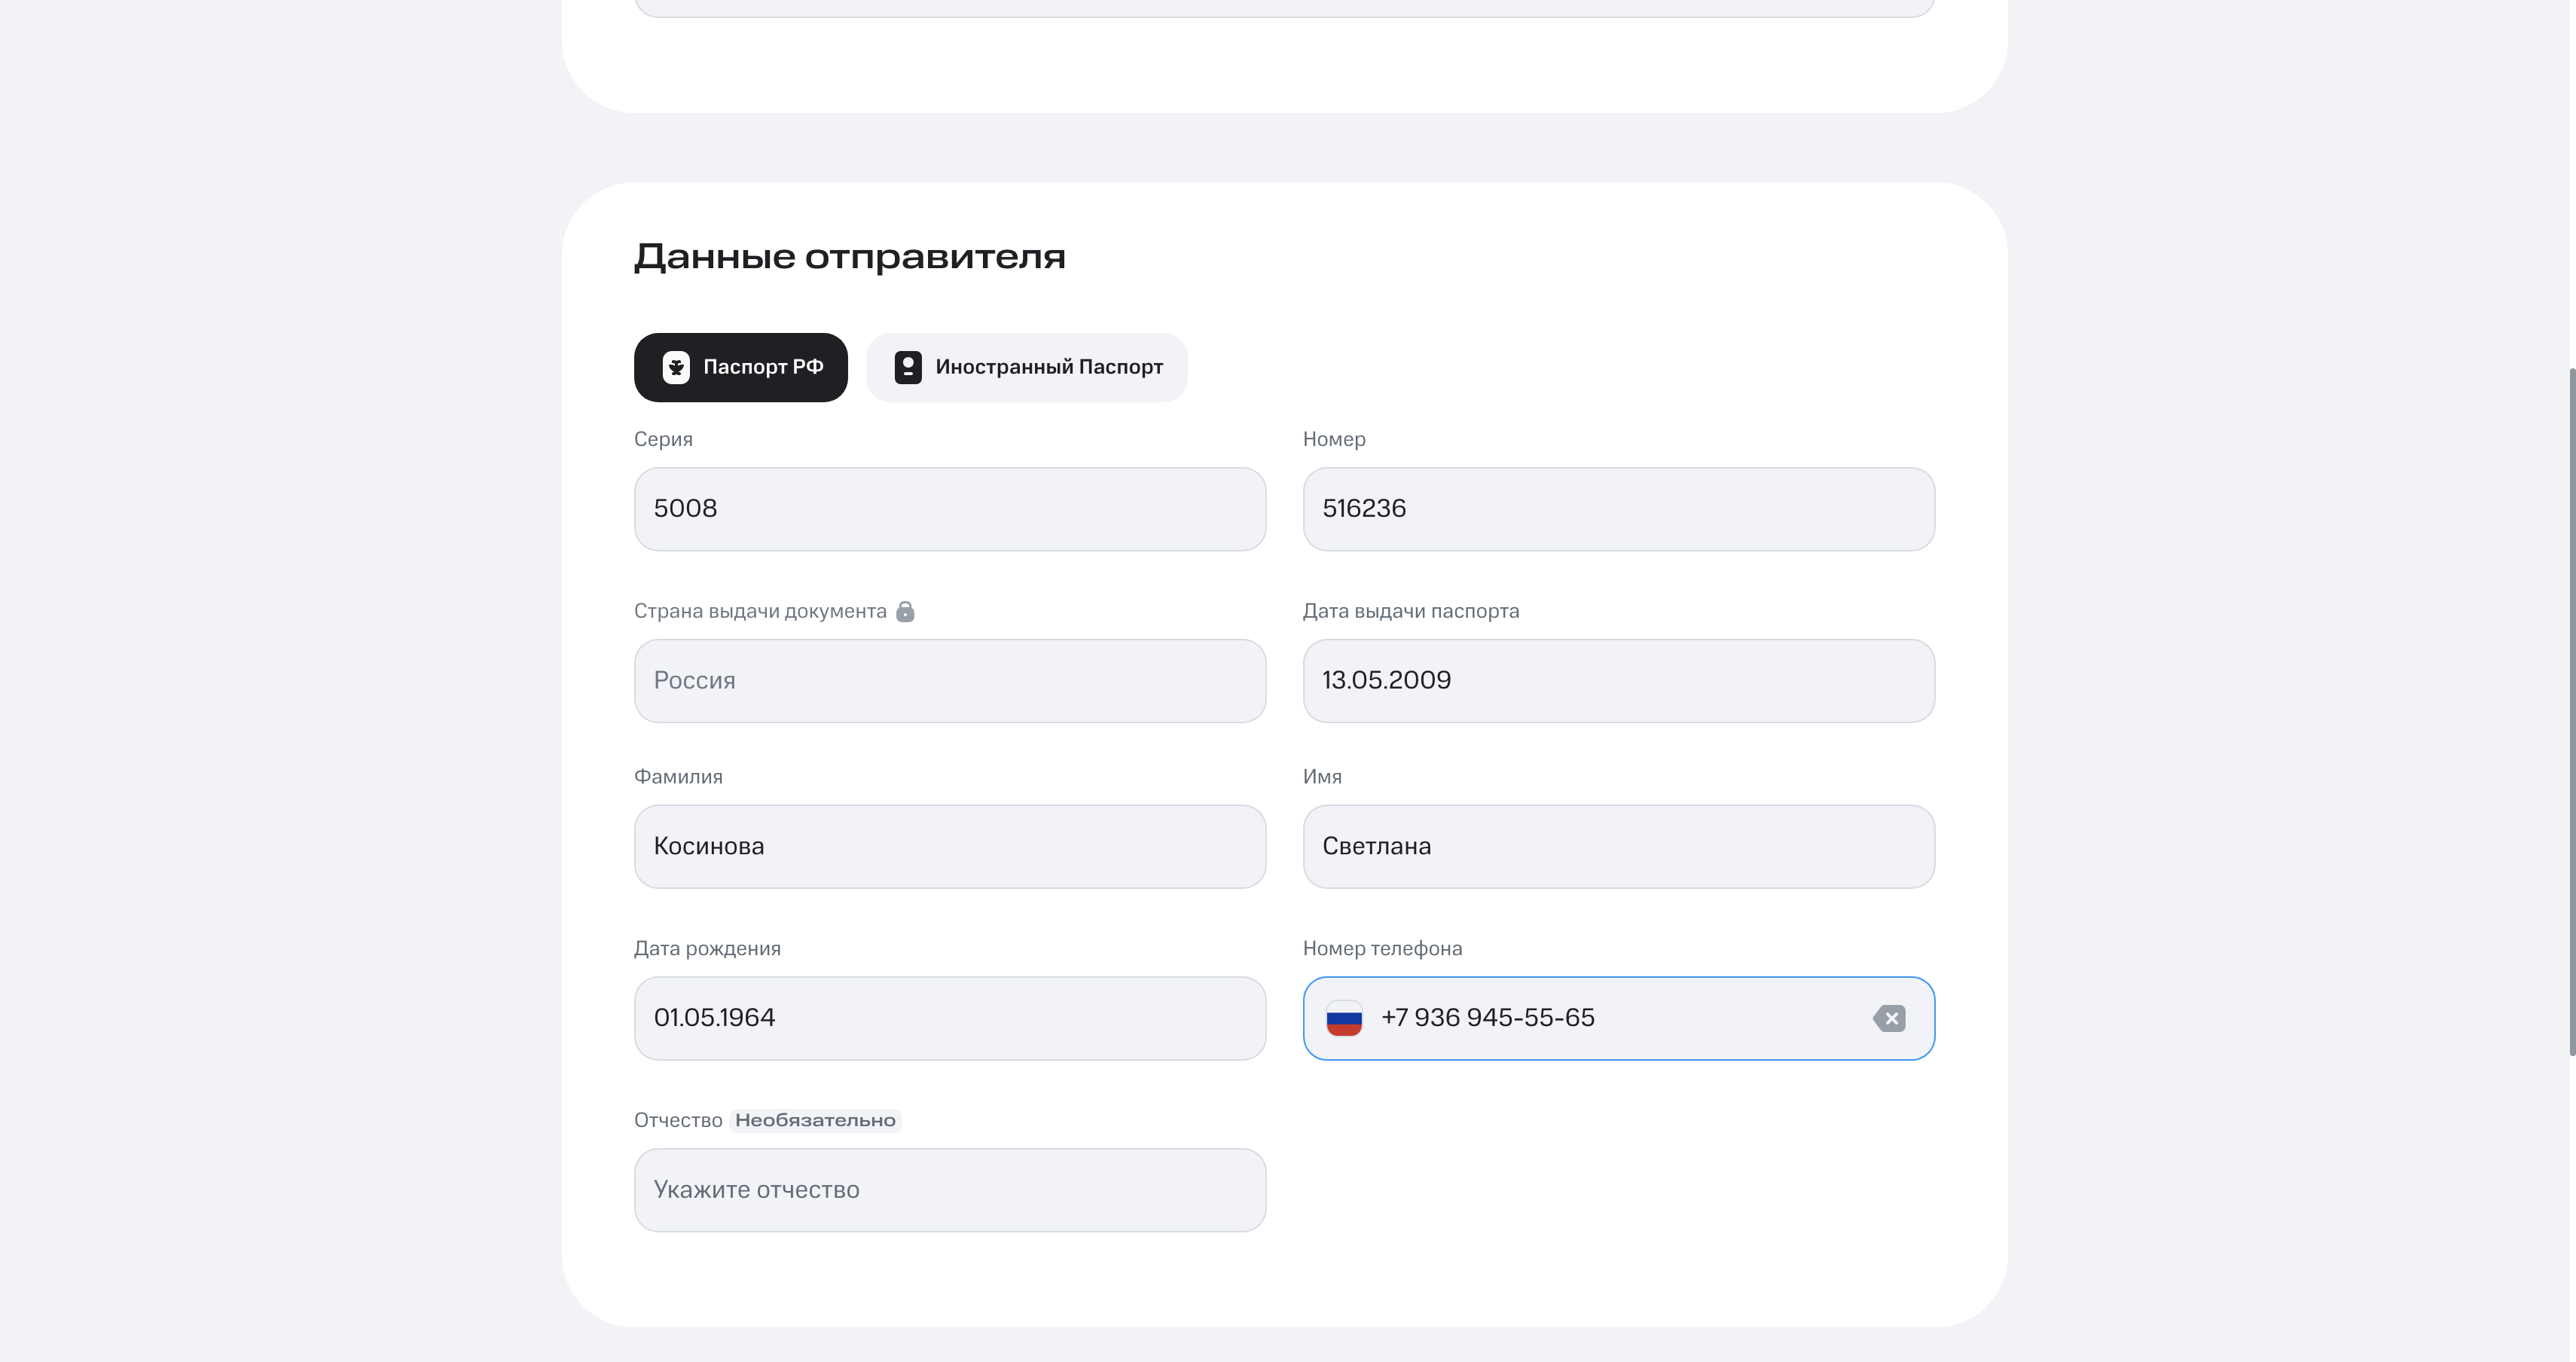 Данные отправителя
Паспорт РФ Иностранный Паспорт
Серия Номер
5008 516236
Страна выдачи документа Дата выдачи паспорта
Россия 13.05.2009
Фамилия Имя
Косинова Светлана
Дата рождения Номер телефона
01.05.1964 +7 936 945-55-65
Отчество Необязательно
Укажите отчество